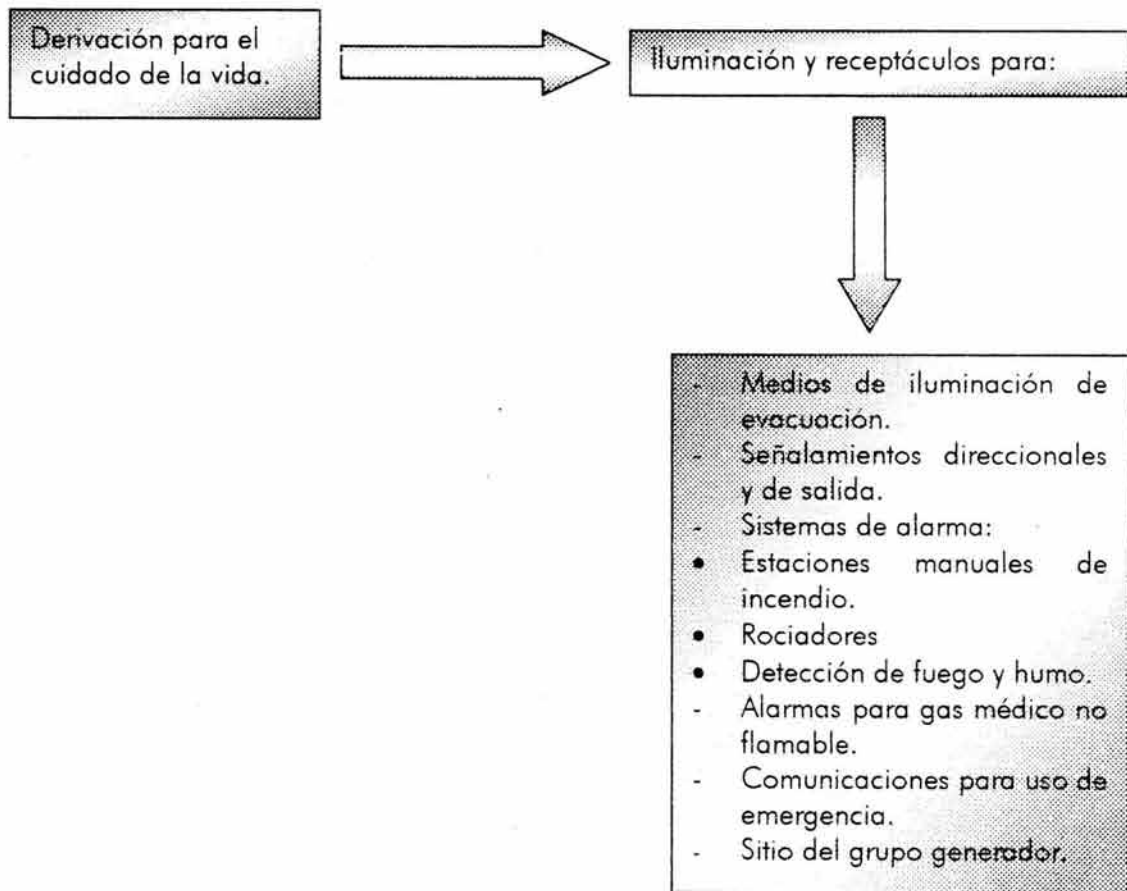 Derivación para el
cuidado de la vida.
Iluminación y receptáculos para:
- Medios de iluminación de
evacuación.
- Señalamientos direccionales
y de salida.
- Sistemas de alarma:
• Estaciones manuales de
incendio.
• Rociadores
• Detección de fuego y humo.
- Alarmas para gas médico no
flamable.
- Comunicaciones para uso de
emergencia.
- Sitio del grupo generador.